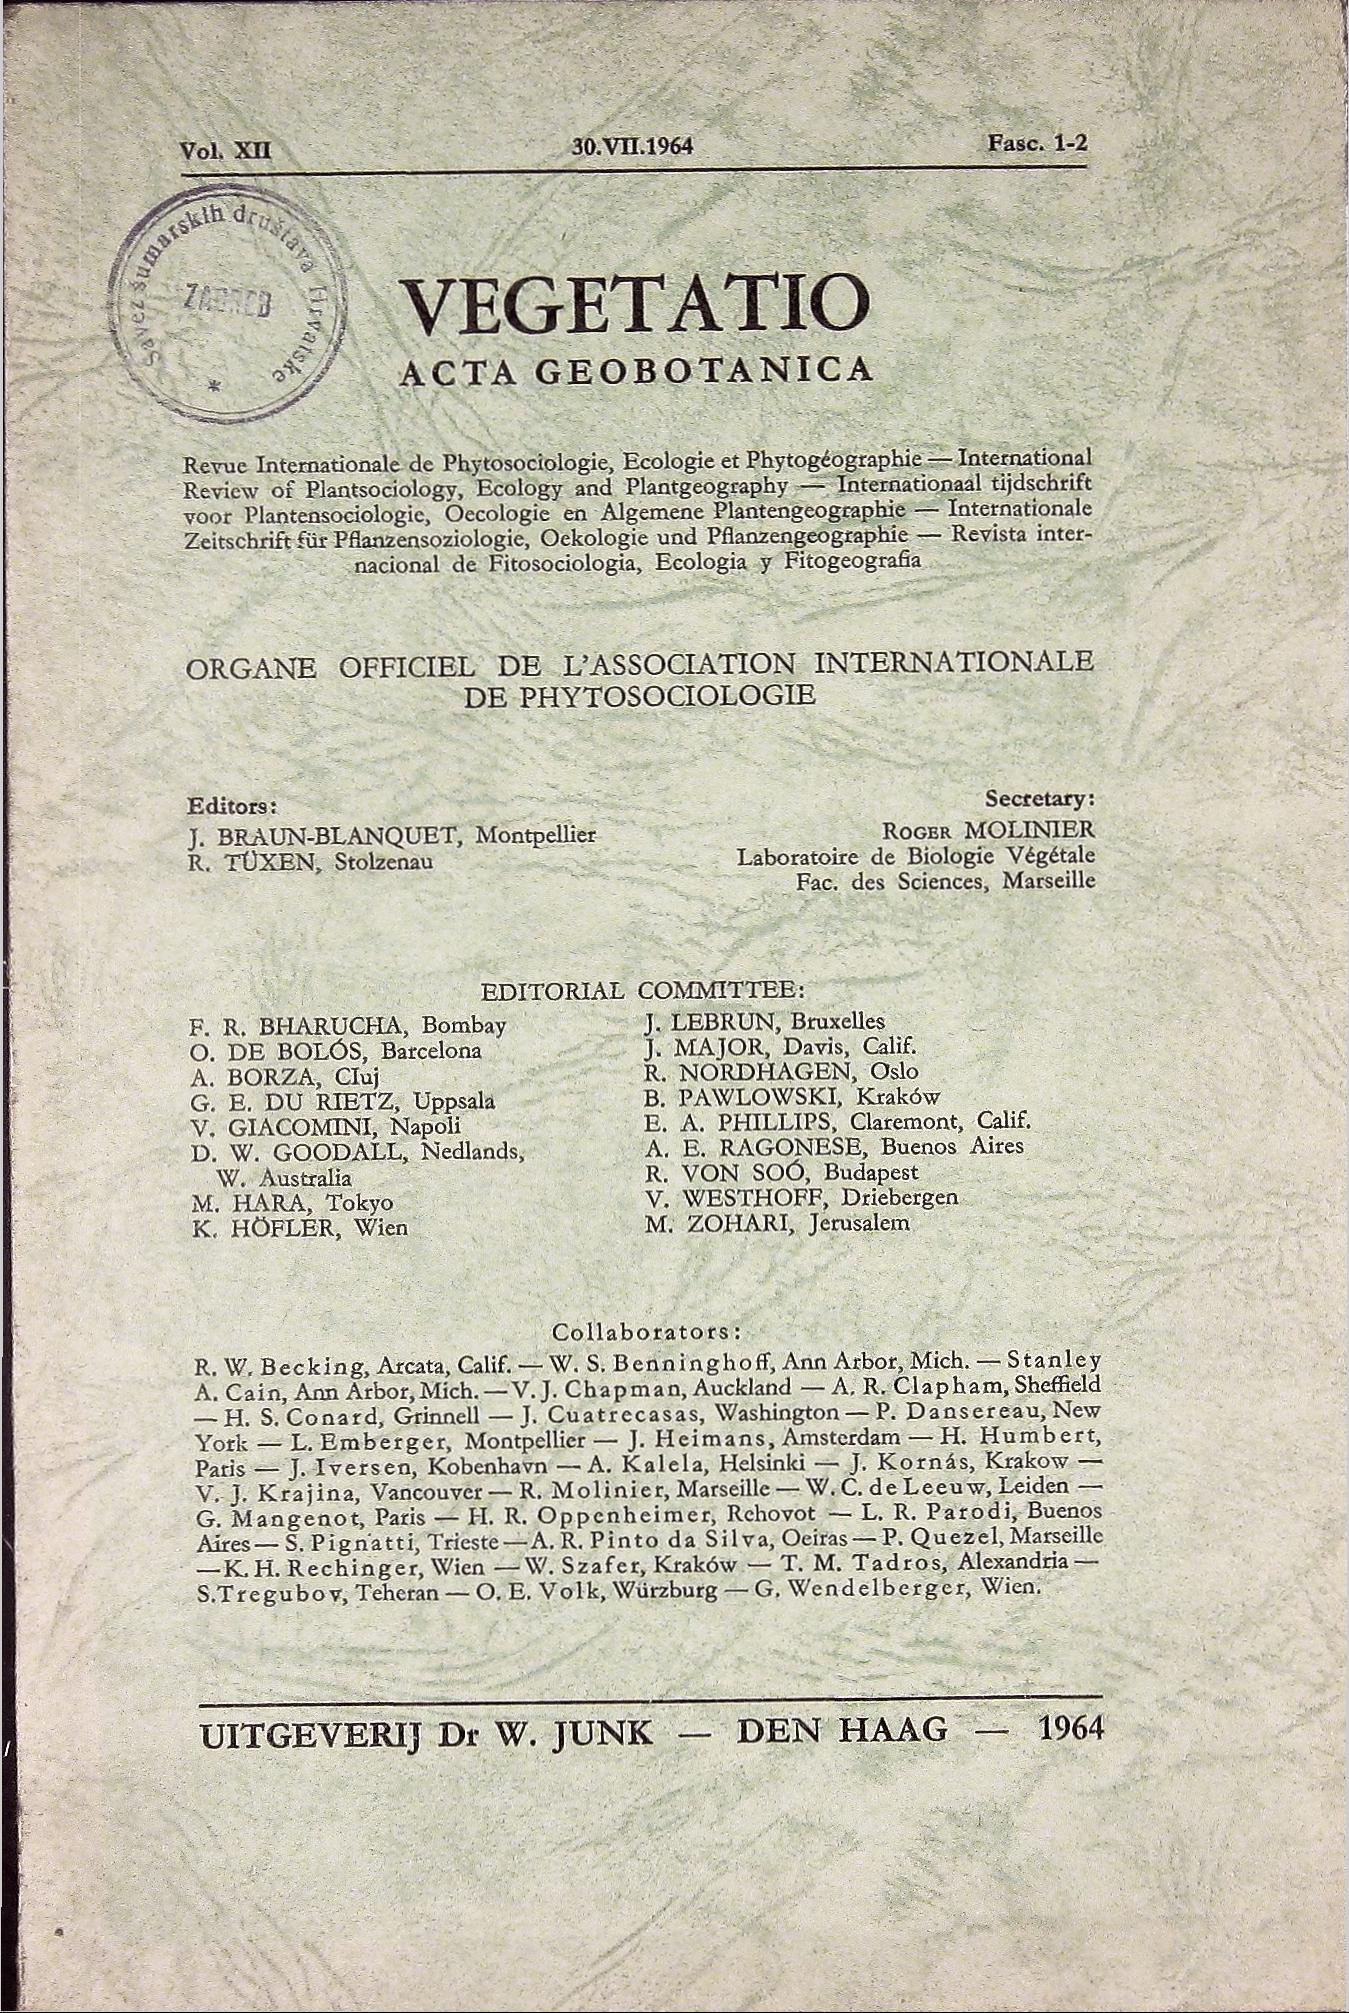 Vol. XII 30.VII.1964 Fasc. 1-2
Savez šumarskih društava Hrvatske
ZAGREB
*
VEGETATIO
ACTA GEOBOTANICA
Revue Internationale de Phytosociologie, Ecologie et Phytogéographie — International
Review of Plantsociology, Ecology and Plantgeography — Internationaal tijdschrift
voor Plantensociologie, Oecologie en Algemene Plantengeographie — Internationale
Zeitschrift für Pflanzensoziologie, Oekologie und Pflanzengeographie — Revista inter-
nacional de Fitosociologia, Ecologia y Fitogeografia
ORGANE OFFICIEL DE L'ASSOCIATION INTERNATIONALE
DE PHYTOSOCIOLOGIE
Editors:
J. BRAUN-BLANQUET, Montpellier
R. TÜXEN, Stolzenau
Secretary:
ROGER MOLINIER
Laboratoire de Biologie Végétale
Fac. des Sciences, Marseille
EDITORIAL COMMITTEE:
F. R. BHARUCHA, Bombay
O. DE BOLÓS, Barcelona
A. BORZA, Cluj
G. E. DU RIETZ, Uppsala
V. GIACOMINI, Napoli
D. W. GOODALL, Nedlands,
W. Australia
M. HARA, Tokyo
K. HÖFLER, Wien
J. LEBRUN, Bruxelles
J. MAJOR, Davis, Calif.
R. NORDHAGEN, Oslo
B. PAWLOWSKI, Kraków
E. A. PHILLIPS, Claremont, Calif.
A. E. RAGONESE, Buenos Aires
R. VON SOÓ, Budapest
V. WESTHOFF, Driebergen
M. ZOHARI, Jerusalem
Collaborators:
R. W. Becking, Arcata, Calif. — W. S. Benninghoff, Ann Arbor, Mich. — Stanley
A. Cain, Ann Arbor, Mich. — V. J. Chapman, Auckland — A. R. Clapham, Sheffield
— H. S. Conard, Grinnell — J. Cuatrecasas, Washington — P. Dansereau, New
York — L. Emberger, Montpellier — J. Heimans, Amsterdam — H. Humbert,
Paris — J. Iversen, Kobenhavn — A. Kalela, Helsinki — J. Kornás, Krakow —
V. J. Krajina, Vancouver — R. Molinier, Marseille — W. C. de Leeuw, Leiden —
G. Mangenot, Paris — H. R. Oppenheimer, Rehovot — L. R. Parodi, Buenos
Aires — S. Pignatti, Trieste — A. R. Pinto da Silva, Oeiras — P. Quezel, Marseille
— K. H. Rechinger, Wien — W. Szafer, Kraków — T. M. Tadros, Alexandria —
S. Tregubov, Teheran — O. E. Volk, Würzburg — G. Wendelberger, Wien.
UITGEVERIJ Dr W. JUNK — DEN HAAG — 1964